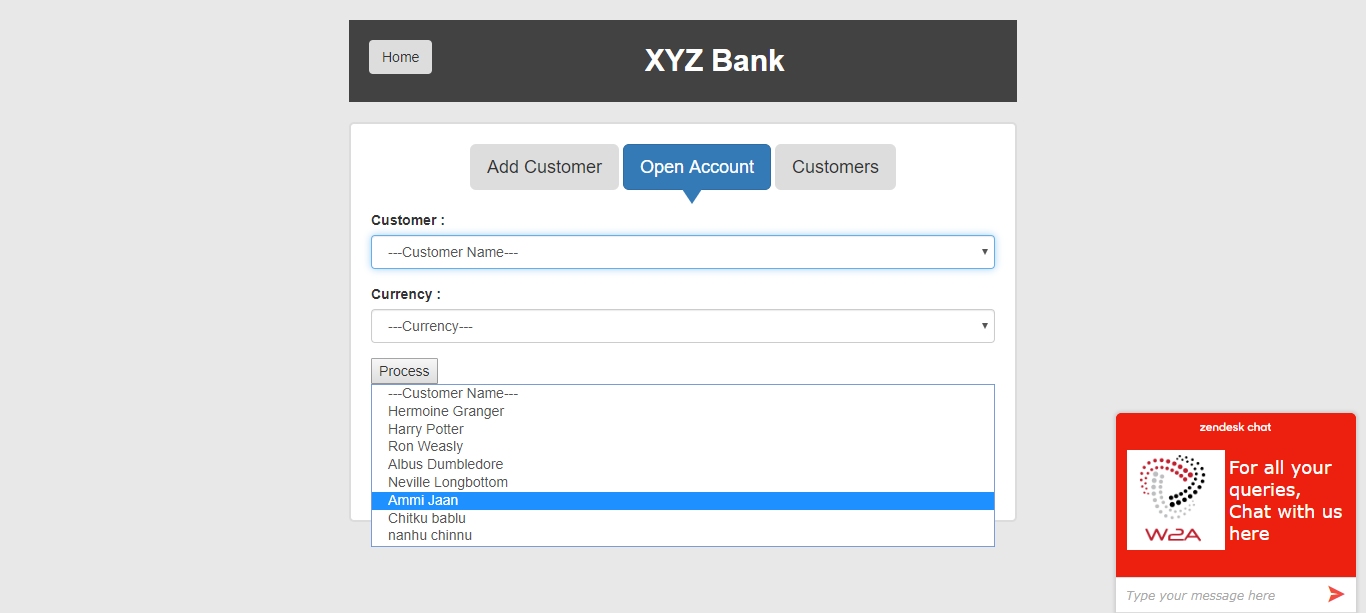 Home
XYZ Bank
Add Customer
Open Account
Customers
Customer :
---Customer Name---
Currency :
---Currency---
Process
---Customer Name---
Hermoine Granger
Harry Potter
Ron Weasly
Albus Dumbledore
Neville Longbottom
Ammi Jaan
Chitku bablu
nanhu chinnu
zendesk chat
W2A
For all your
queries,
Chat with us
here
Type your message here